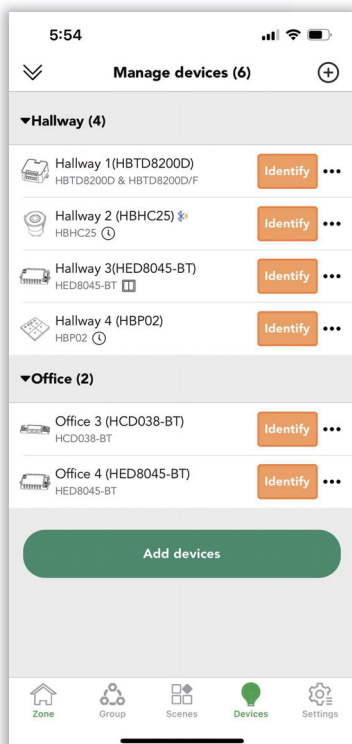 5:54
Manage devices (6)
Hallway (4)
Hallway 1(HBTD8200D)
HBTD8200D & HBTD8200D/F
Identify
Hallway 2 (HBHC25)
HBHC25
Identify
Hallway 3(HED8045-BT)
HED8045-BT
Identify
Hallway 4 (HBP02)
HBP02
Identify
Office (2)
Office 3 (HCD038-BT)
HCD038-BT
Identify
Office 4 (HED8045-BT)
HED8045-BT
Identify
Add devices
Zone Group Scenes Devices Settings